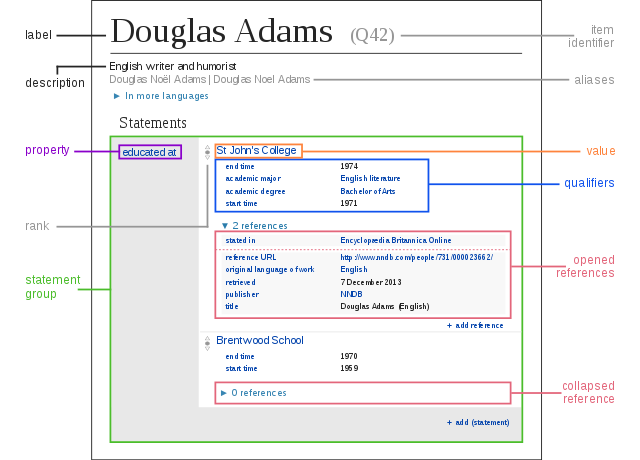 label
Douglas Adams (Q42)
item
identifier
description
English writer and humorist
Douglas Noël Adams | Douglas Noel Adams
aliases
► In more languages
Statements
property
educated at
St John's College
value
end time 1974
academic major English literature
academic degree Bachelor of Arts
start time 1971
qualifiers
rank
▼ 2 references
stated in Encyclopædia Britannica Online
reference URL http://www.nndb.com/people/731/000023662/
original language of work English
retrieved 7 December 2013
publisher NNDB
title Douglas Adams (English)
opened
references
statement
group
+ add reference
Brentwood School
end time 1970
start time 1959
► 0 references
collapsed
reference
+ add (statement)